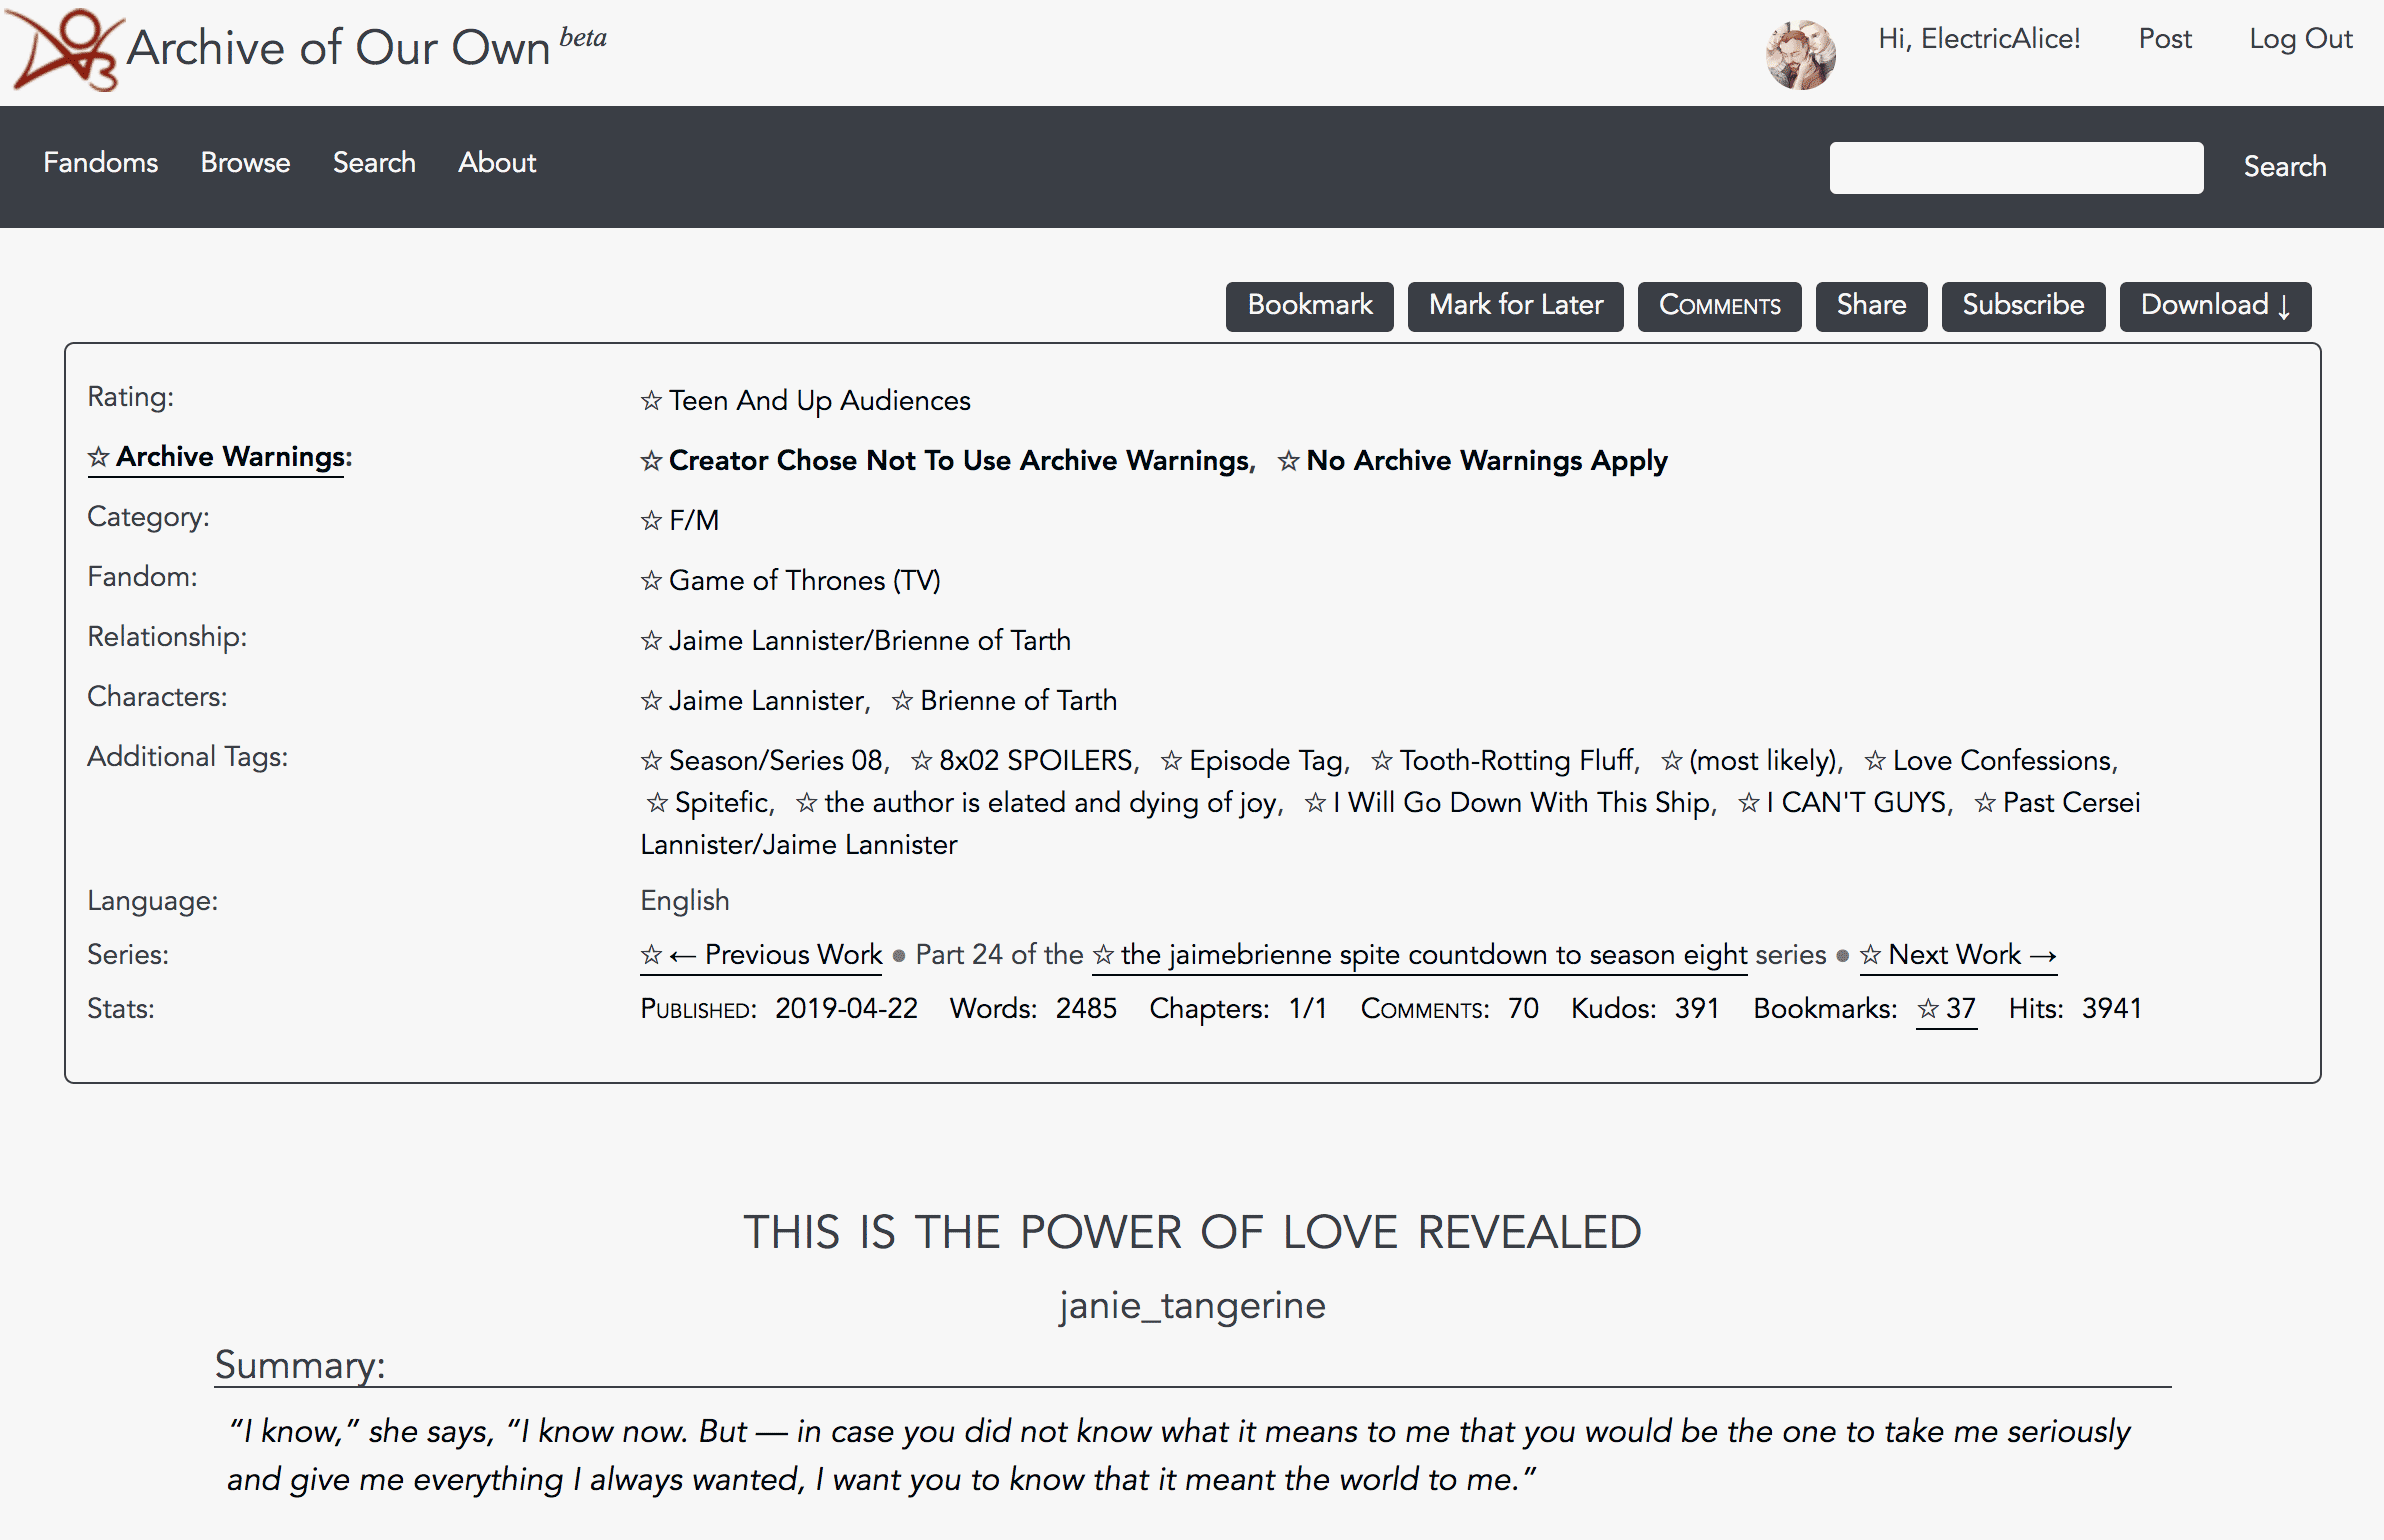 Archive of Our Own beta
Hi, ElectricAlice! Post Log Out
Fandoms Browse Search About Search
Bookmark Mark for Later Comments Share Subscribe Download ↓
Rating: ☆ Teen And Up Audiences
☆ Archive Warnings: ☆ Creator Chose Not To Use Archive Warnings, ☆ No Archive Warnings Apply
Category: ☆ F/M
Fandom: ☆ Game of Thrones (TV)
Relationship: ☆ Jaime Lannister/Brienne of Tarth
Characters: ☆ Jaime Lannister, ☆ Brienne of Tarth
Additional Tags: ☆ Season/Series 08, ☆ 8x02 SPOILERS, ☆ Episode Tag, ☆ Tooth-Rotting Fluff, ☆ (most likely), ☆ Love Confessions,
☆ Spitefic, ☆ the author is elated and dying of joy, ☆ I Will Go Down With This Ship, ☆ I CAN'T GUYS, ☆ Past Cersei
Lannister/Jaime Lannister
Language: English
Series: ☆ ← Previous Work ● Part 24 of the ☆ the jaimebrienne spite countdown to season eight series ● ☆ Next Work →
Stats: Published: 2019-04-22 Words: 2485 Chapters: 1/1 Comments: 70 Kudos: 391 Bookmarks: ☆ 37 Hits: 3941
THIS IS THE POWER OF LOVE REVEALED
janie_tangerine
Summary:
“I know,” she says, “I know now. But — in case you did not know what it means to me that you would be the one to take me seriously
and give me everything I always wanted, I want you to know that it meant the world to me.”